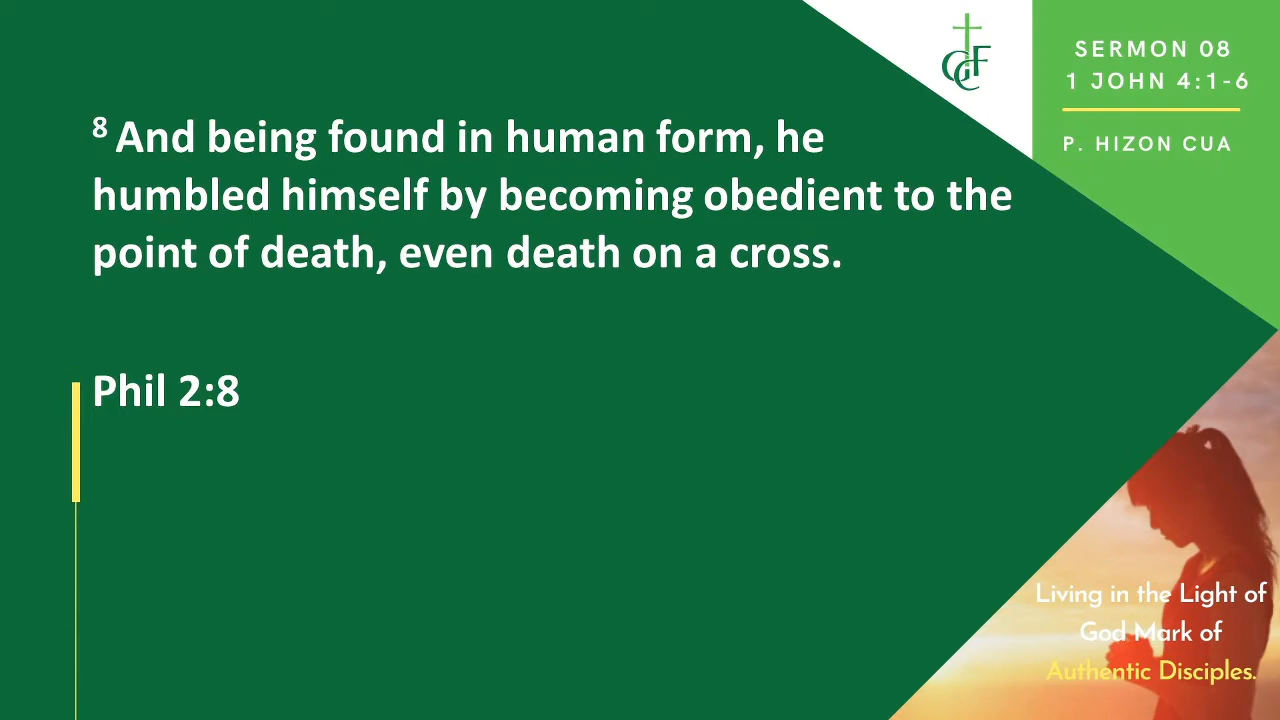 8 And being found in human form, he
humbled himself by becoming obedient to the
point of death, even death on a cross.
Phil 2:8
GCF
SERMON 08
1 JOHN 4:1-6
P. HIZON CUA
Living in the Light of
God Mark of
Authentic Disciples.